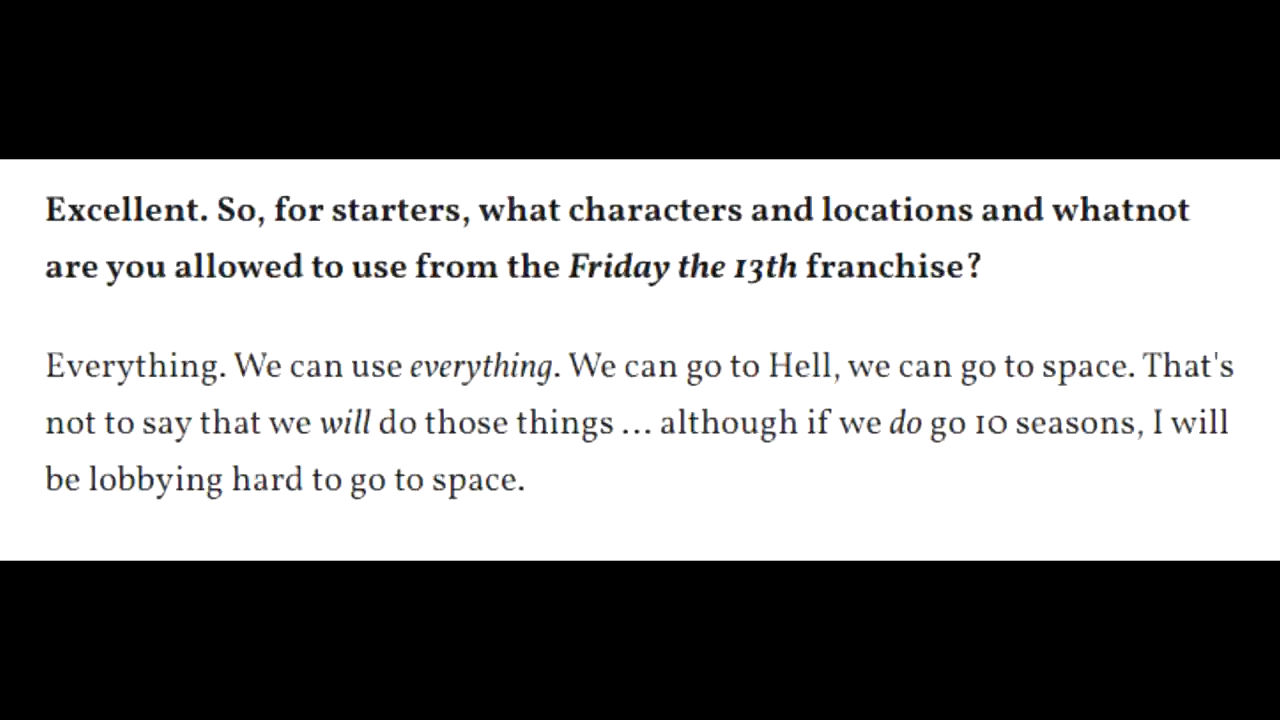 Excellent. So, for starters, what characters and locations and whatnot
are you allowed to use from the Friday the 13th franchise?
Everything. We can use everything. We can go to Hell, we can go to space. That's
not to say that we will do those things ... although if we do go 10 seasons, I will
be lobbying hard to go to space.